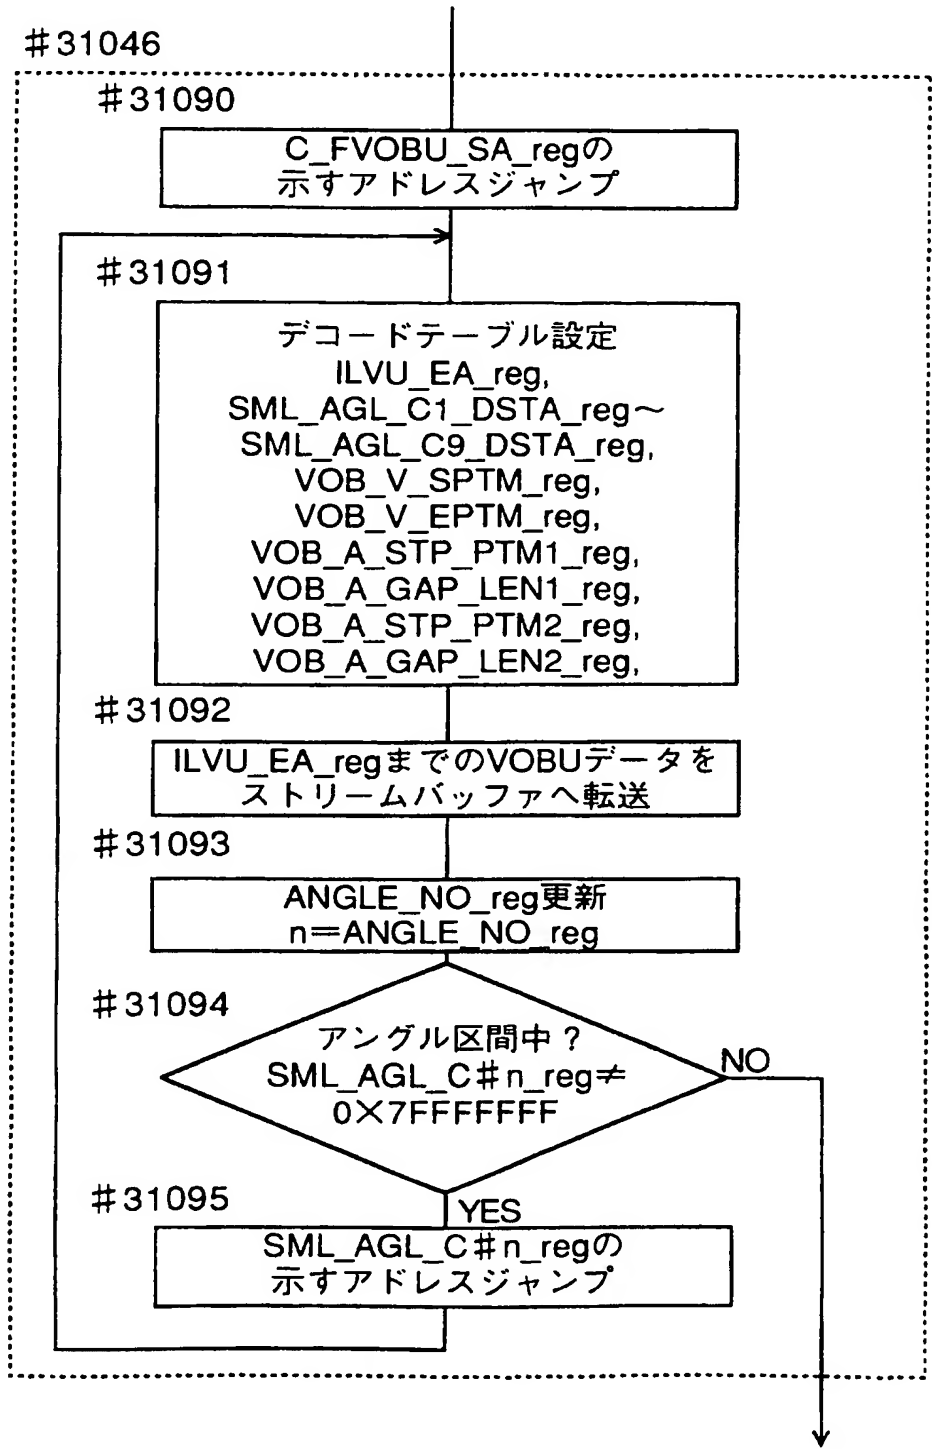 ＃31046
＃31090
C_FVOBU_SA_regの
示すアドレスジャンプ
＃31091
デコードテーブル設定
ILVU_EA_reg,
SML_AGL_C1_DSTA_reg～
SML_AGL_C9_DSTA_reg,
VOB_V_SPTM_reg,
VOB_V_EPTM_reg,
VOB_A_STP_PTM1_reg,
VOB_A_GAP_LEN1_reg,
VOB_A_STP_PTM2_reg,
VOB_A_GAP_LEN2_reg,
＃31092
ILVU_EA_regまでのVOBUデータを
ストリームバッファへ転送
＃31093
ANGLE_NO_reg更新
n＝ANGLE_NO_reg
＃31094
アングル区間中？
SML_AGL_C＃n_reg≠
0×7FFFFFFF
NO
＃31095
YES
SML_AGL_C＃n_regの
示すアドレスジャンプ